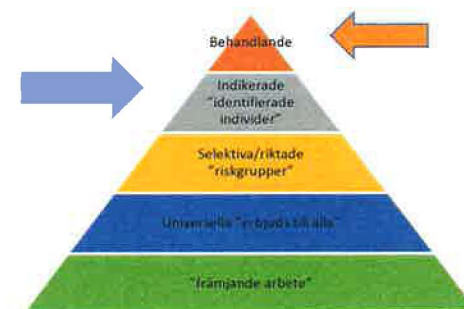 Behandlande
Indikerade
"identifierade
individer"
Selektiva/riktade
"riskgrupper"
Universella "erbjuds till alla"
"främjande arbete"